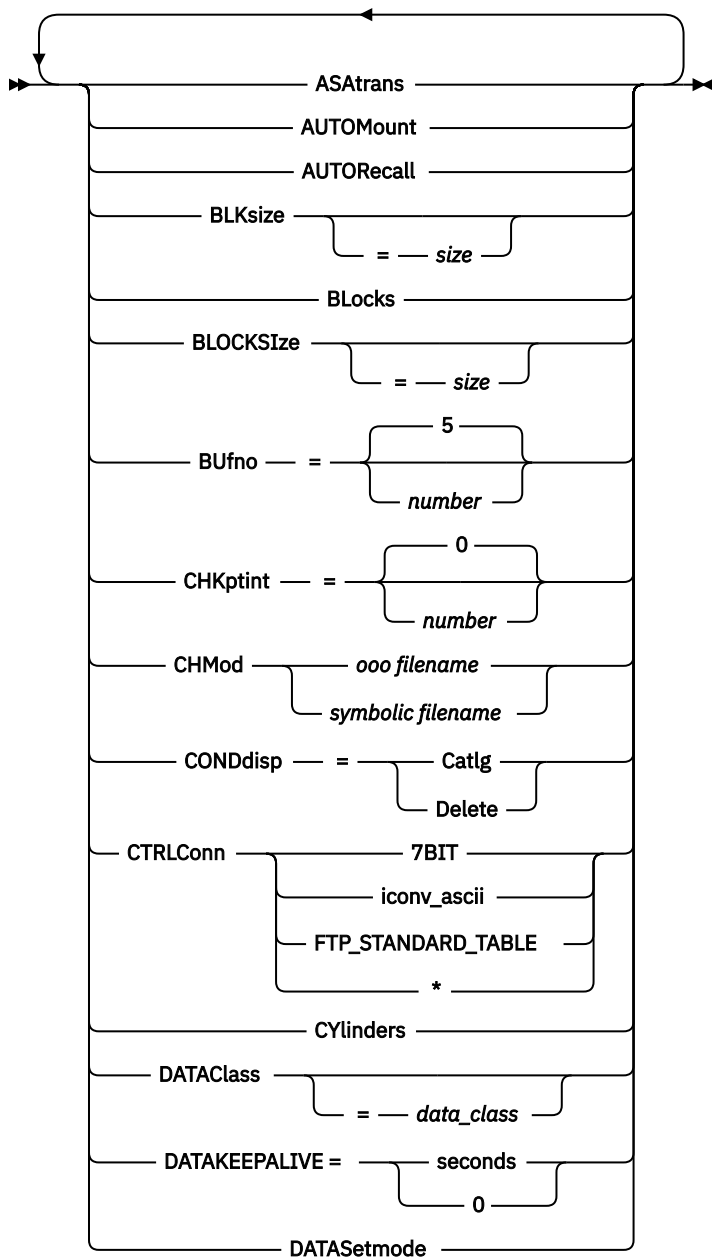 ASAtrans
AUTOMount
AUTORecall
BLKsize
= size
BLocks
BLOCKSIze
= size
5
BUfno =
number
0
CHKptint =
number
CHMod ooo filename
symbolic filename
CONDdisp = Catlg
Delete
CTRLConn 7BIT
iconv_ascii
FTP_STANDARD_TABLE
*
CYlinders
DATAClass
= data_class
DATAKEEPALIVE = seconds
0
DATASetmode